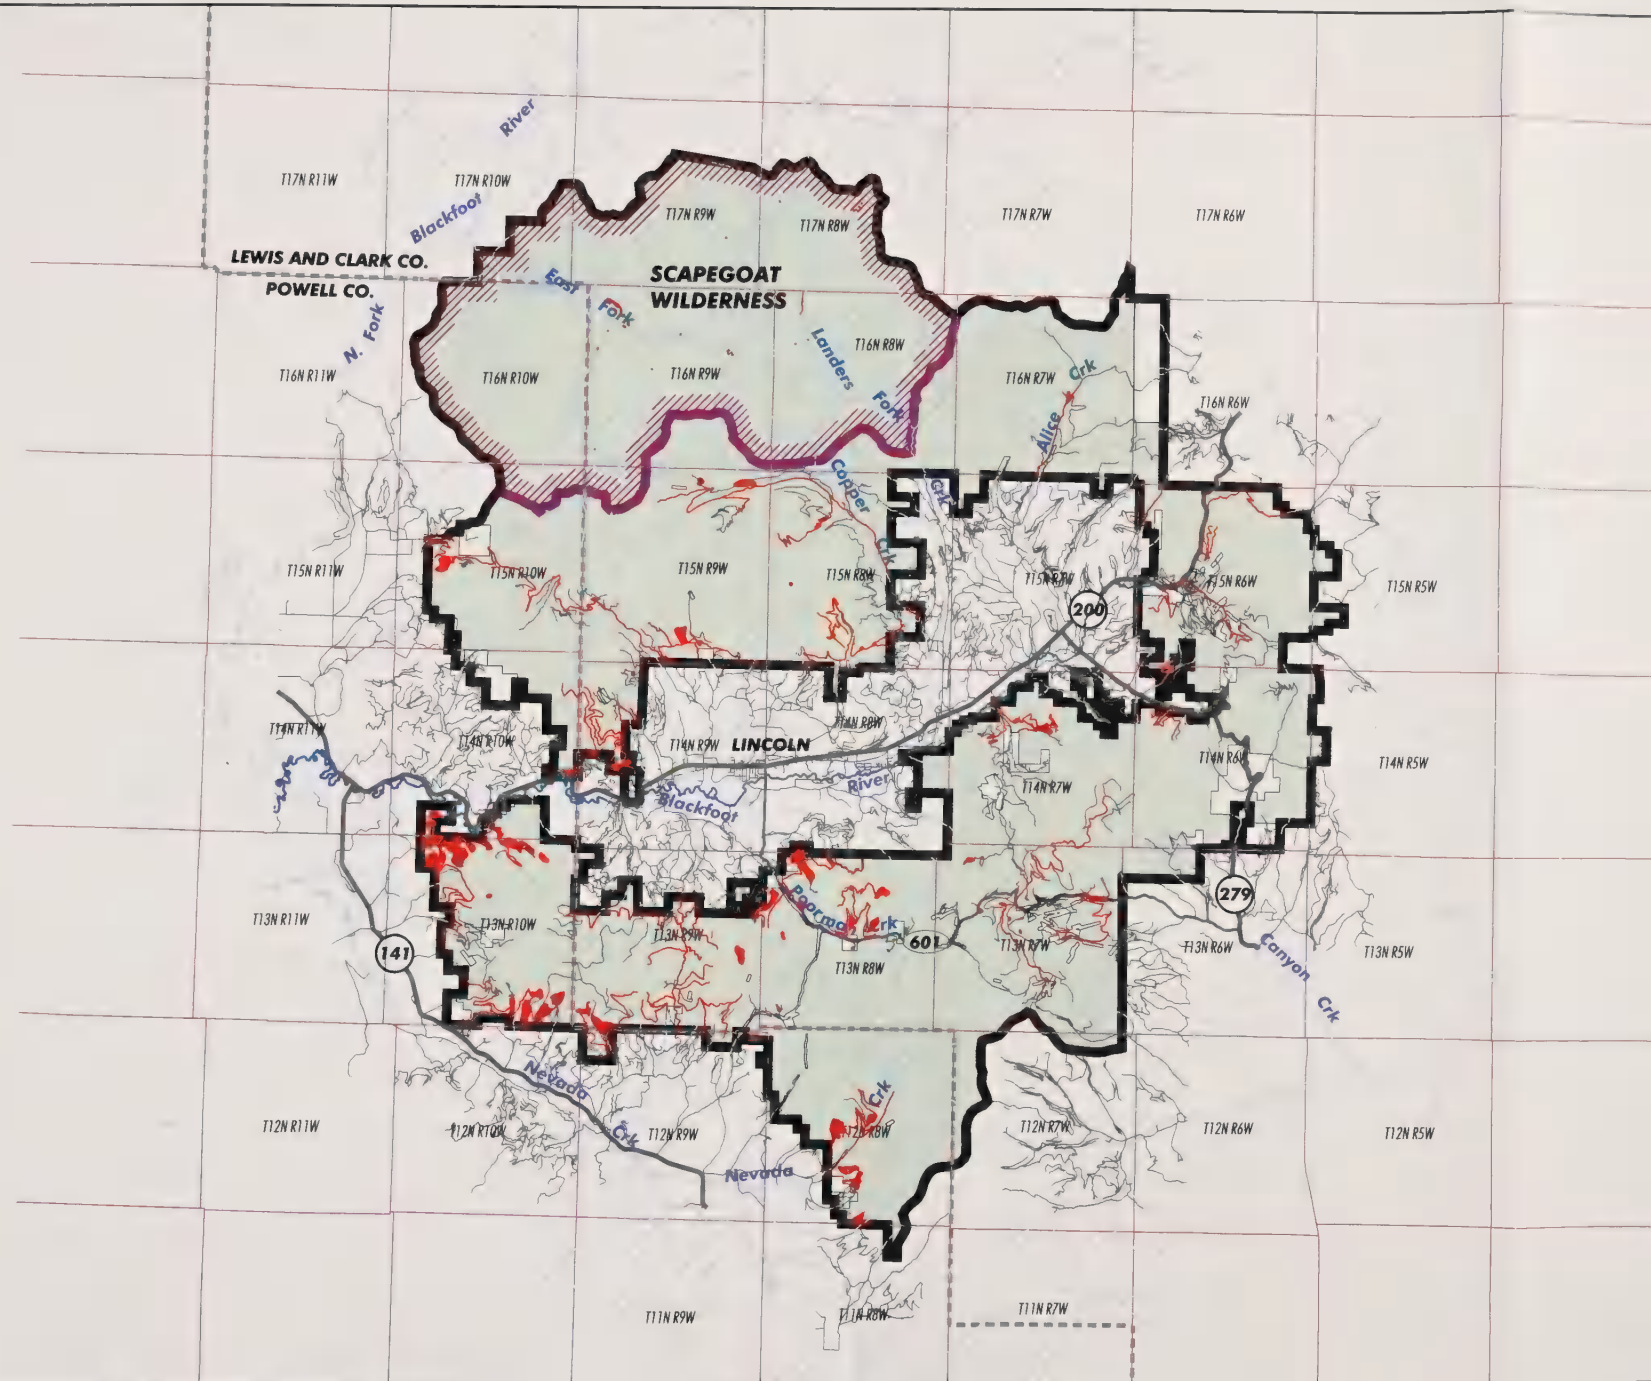 River
T17N R11W
T17N R10W
Blackfoot
T17N R9W
T17N R8W
T17N R7W
T17N R6W
LEWIS AND CLARK CO.
POWELL CO.
SCAPEGOAT
WILDERNESS
East
Fork
N. Fork
Landers
Fork
T16N R11W
T16N R10W
T16N R9W
T16N R8W
T16N R7W
T16N R6W
Alice
Crk
Copper
Crk
Crk
T15N R11W
T15N R10W
T15N R9W
T15N R8W
T15N R7W
T15N R6W
T15N R5W
200
T14N R11W
T14N R10W
T14N R9W
LINCOLN
T14N R8W
T14N R7W
T14N R6W
T14N R5W
Blackfoot
River
279
T13N R11W
T13N R10W
T13N R9W
Poorman Crk
601
T13N R8W
T13N R7W
T13N R6W
T13N R5W
141
Canyon
Crk
Nevada
Crk
Nevada
Crk
T12N R11W
T12N R10W
T12N R9W
T12N R8W
T12N R7W
T12N R6W
T12N R5W
T11N R9W
T11N R8W
T11N R7W